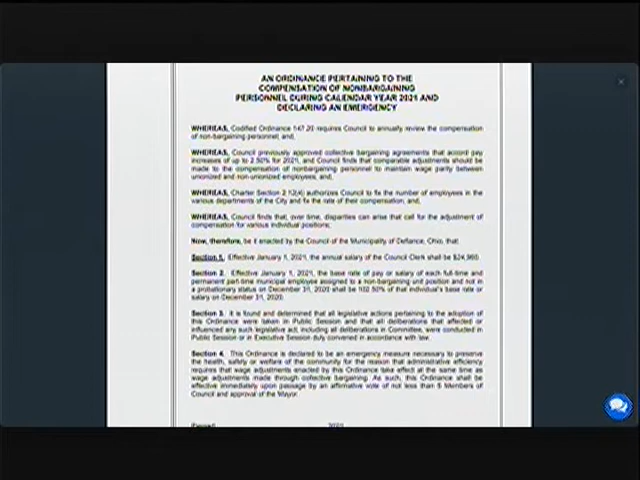 AN ORDINANCE PERTAINING TO THE
COMPENSATION OF NONBARGAINING
PERSONNEL DURING CALENDAR YEAR 2021 AND
DECLARING AN EMERGENCY
WHEREAS, Codified Ordinance 147.20 requires Council to annually review the compensation
of non-bargaining personnel; and,
WHEREAS, Council previously approved collective bargaining agreements that accord pay
increases of up to 2.50% for 2021, and Council finds that comparable adjustments should be
made to the compensation of nonbargaining personnel to maintain wage parity between
unionized and non-unionized employees, and,
WHEREAS, Charter Section 2.12(A) authorizes Council to fix the number of employees in the
various departments of the City and fix the rate of their compensation; and,
WHEREAS, Council finds that, over time, disparities can arise that call for the adjustment of
compensation for various individual positions;
Now, therefore, be it enacted by the Council of the Municipality of Defiance, Ohio, that:
Section 1. Effective January 1, 2021, the annual salary of the Council Clerk shall be
Section 2. Effective January 1, 2021, the base rate of pay or salary of each full-time and
permanent part-time municipal employee assigned to a non-bargaining unit position and not in
a probationary status on December 31, 2020 shall be 102.50% of that individual's base rate or
salary on December 31, 2020.
Section 3. It is found and determined that all legislative actions pertaining to the adoption of
this Ordinance were taken in Public Session and that all deliberations that affected or
influenced any such legislative act, including all deliberations in Committee, were conducted in
Public Session or in Executive Session duly convened in accordance with law.
Section 4. This Ordinance is declared to be an emergency measure necessary to preserve
the health, safety or welfare of the community for the reason that administrative efficiency
requires that wage adjustments enacted by this Ordinance take effect at the same time as
wage adjustments made through collective bargaining. As such, this Ordinance shall be
effective immediately upon passage by an affirmative vote of not less than 5 Members of
Council and approval of the Mayor.